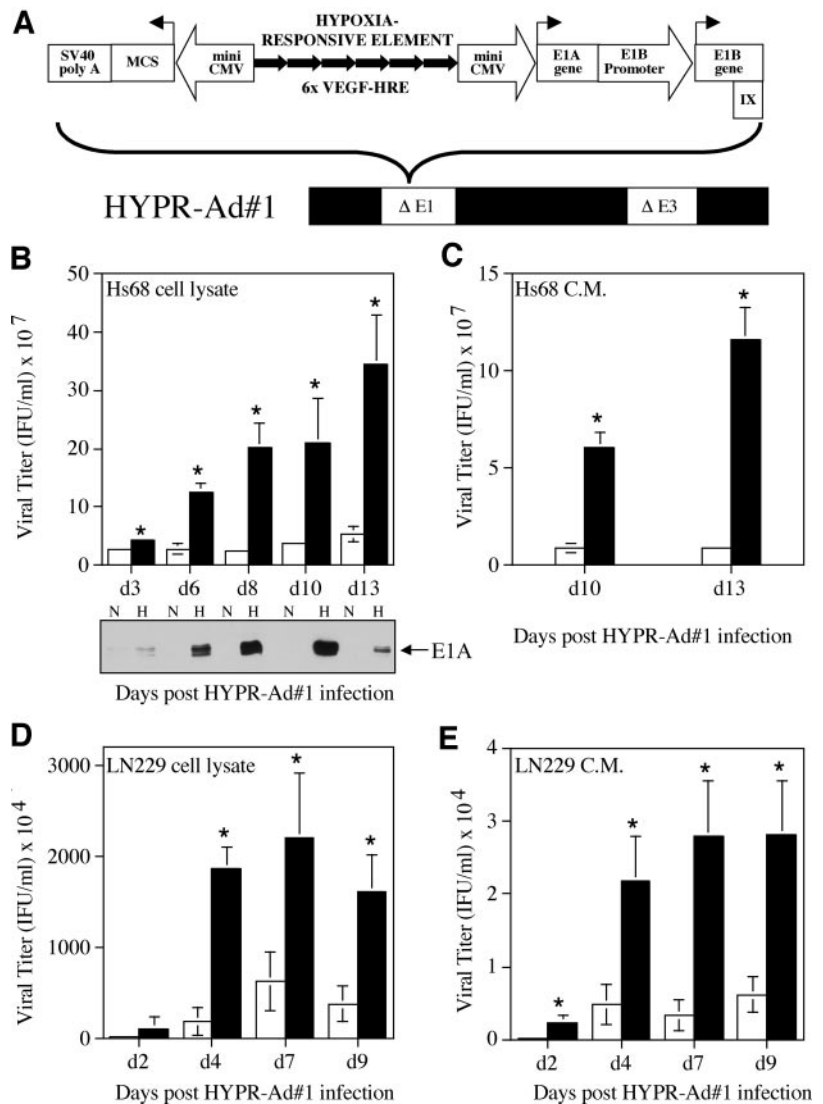 A
HYPOXIA-
RESPONSIVE ELEMENT
SV40
poly A
MCS
mini
CMV
6x VEGF-HRE
mini
CMV
E1A
gene
E1B
Promoter
E1B
gene
IX
HYPR-Ad#1
Δ E1
Δ E3
B
Hs68 cell lysate
Viral Titer (IFU/ml) x 10^7
50
40
30
20
10
0
* * * * *
d3 d6 d8 d10 d13
N H N H N H N H N H
E1A
Days post HYPR-Ad#1 infection
C
Hs68 C.M.
Viral Titer (IFU/ml) x 10^7
15
10
5
0
* *
d10 d13
Days post HYPR-Ad#1 infection
D
LN229 cell lysate
Viral Titer (IFU/ml) x 10^4
3000
2000
1000
0
* * *
d2 d4 d7 d9
Days post HYPR-Ad#1 infection
E
LN229 C.M.
Viral Titer (IFU/ml) x 10^4
4
3
2
1
0
* * * *
d2 d4 d7 d9
Days post HYPR-Ad#1 infection